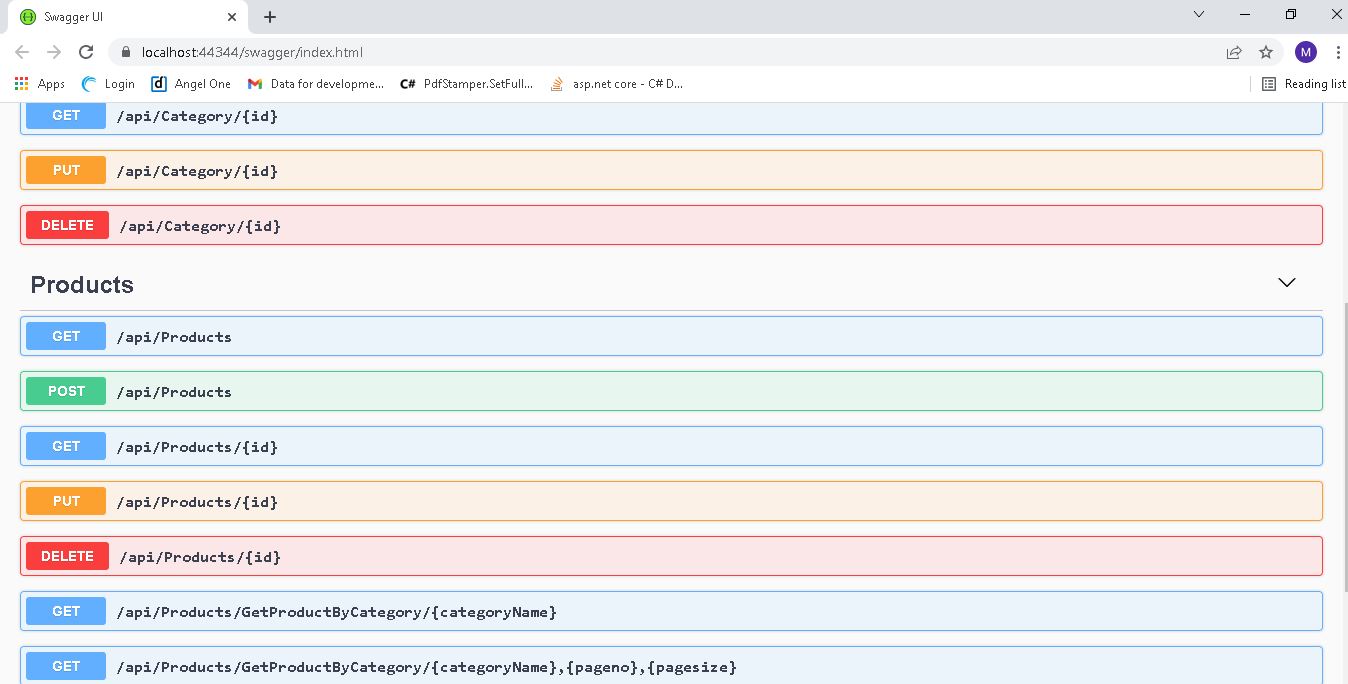 Swagger UI
localhost:44344/swagger/index.html
M
Apps Login Angel One Data for developme... C# PdfStamper.SetFull... asp.net core - C# D... Reading list
GET /api/Category/{id}
PUT /api/Category/{id}
DELETE /api/Category/{id}
Products
GET /api/Products
POST /api/Products
GET /api/Products/{id}
PUT /api/Products/{id}
DELETE /api/Products/{id}
GET /api/Products/GetProductByCategory/{categoryName}
GET /api/Products/GetProductByCategory/{categoryName},{pageno},{pagesize}